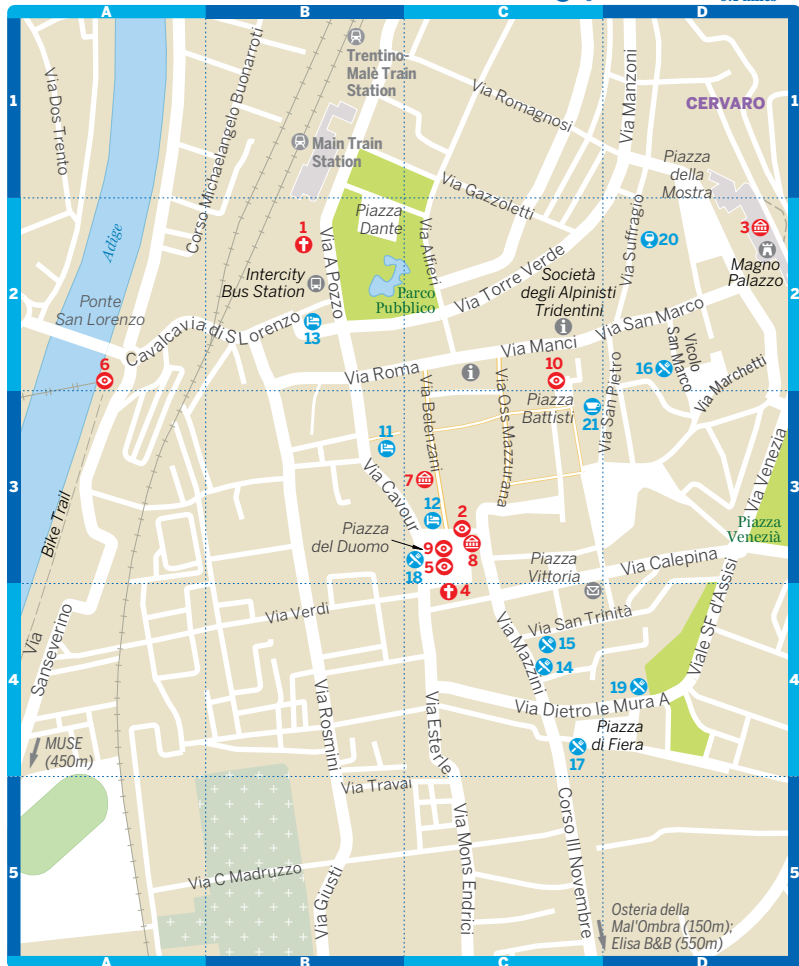 A
B
C
D
1
Via Dos Trento
Corso Michaelangelo Buonarroti
Trentino-
Malè Train
Station
Main Train
Station
Via Romagnosi
Via Manzoni
CERVARO
1
Piazza
della
Mostra
Via Gazzoletti
Piazza
Dante
Via Alfieri
1
Via A Pozzo
Adige
Via Suffragio
20
3
Magno
Palazzo
2
Intercity
Bus Station
Parco
Pubblico
Via Torre Verde
Società
degli Alpinisti
Tridentini
2
Ponte
San Lorenzo
Cavalcavia di S Lorenzo
13
Via San Marco
Via Manci
Vicolo
San Marco
6
Via Roma
10
16
Via Marchetti
Via Belenzani
Via Oss Mazzurana
Piazza
Battisti
21
Via San Pietro
11
Via Cavour
7
3
12
2
Via Venezia
3
Bike Trail
Piazza
del Duomo
9
8
5
18
4
Piazza
Vittoria
Via Calepina
Piazza
Venezià
Via Verdi
Via San Trinità
Viale SF d'Assisi
Via
Sanseverino
Via Mazzini
15
14
4
19
4
Via Rosmini
Via Esterle
Via Dietro le Mura A
Piazza
di Fiera
17
MUSE
(450m)
Via Travai
Corso III Novembre
Via Mons Endrici
5
Via C Madruzzo
Via Giusti
5
Osteria della
Mal'Ombra (150m);
Elisa B&B (550m)
A
B
C
D